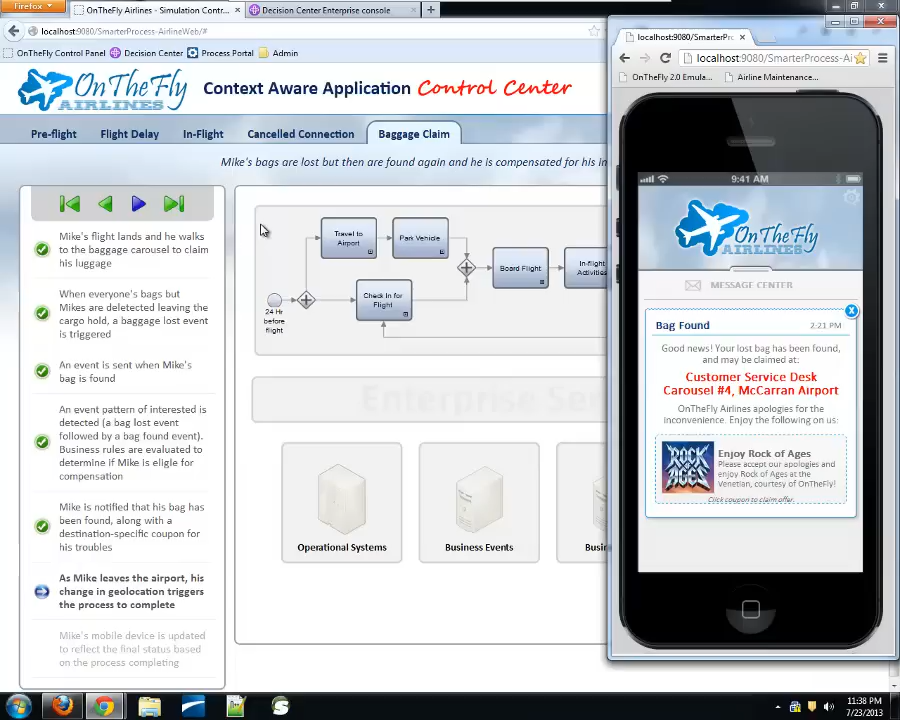 Firefox
OnTheFly Airlines - Simulation Contr...
Decision Center Enterprise console
localhost:9080/SmarterProcess-AirlineWeb/#
OnTheFly Control Panel
Decision Center
Process Portal
Admin
OnTheFly
AIRLINES
Context Aware Application Control Center
Pre-flight
Flight Delay
In-Flight
Cancelled Connection
Baggage Claim
Mike's bags are lost but then are found again and he is compensated for his in
Mike's flight lands and he walks
to the baggage carousel to claim
his luggage
When everyone's bags but
Mikes are deletected leaving the
cargo hold, a baggage lost event
is triggered
An event is sent when Mike's
bag is found
An event pattern of interested is
detected (a bag lost event
followed by a bag found event).
Business rules are evaluated to
determine if Mike is eligle for
compensation
Mike is notified that his bag has
been found, along with a
destination-specific coupon for
his troubles
As Mike leaves the airport, his
change in geolocation triggers
the process to complete
Mike's mobile device is updated
to reflect the final status based
on the process completing
24 Hr
before
flight
Travel to
Airport
Park Vehicle
Check In for
Flight
Board Flight
In-flight
Activities
Enterprise Se
Operational Systems
Business Events
Busin
localhost:9080/SmarterPro
localhost:9080/SmarterProcess-Ai
OnTheFly 2.0 Emula...
Airline Maintenance...
9:41 AM
OnTheFly
AIRLINES
MESSAGE CENTER
Bag Found
2:21 PM
Good news! Your lost bag has been found,
and may be claimed at:
Customer Service Desk
Carousel #4, McCarran Airport
OnTheFly Airlines apologies for the
inconvenience. Enjoy the following on us:
ROCK
OF
AGES
Enjoy Rock of Ages
Please accept our apologies and
enjoy Rock of Ages at the
Venetian, courtesy of OnTheFly!
Click coupon to claim offer.
11:38 PM
7/23/2013